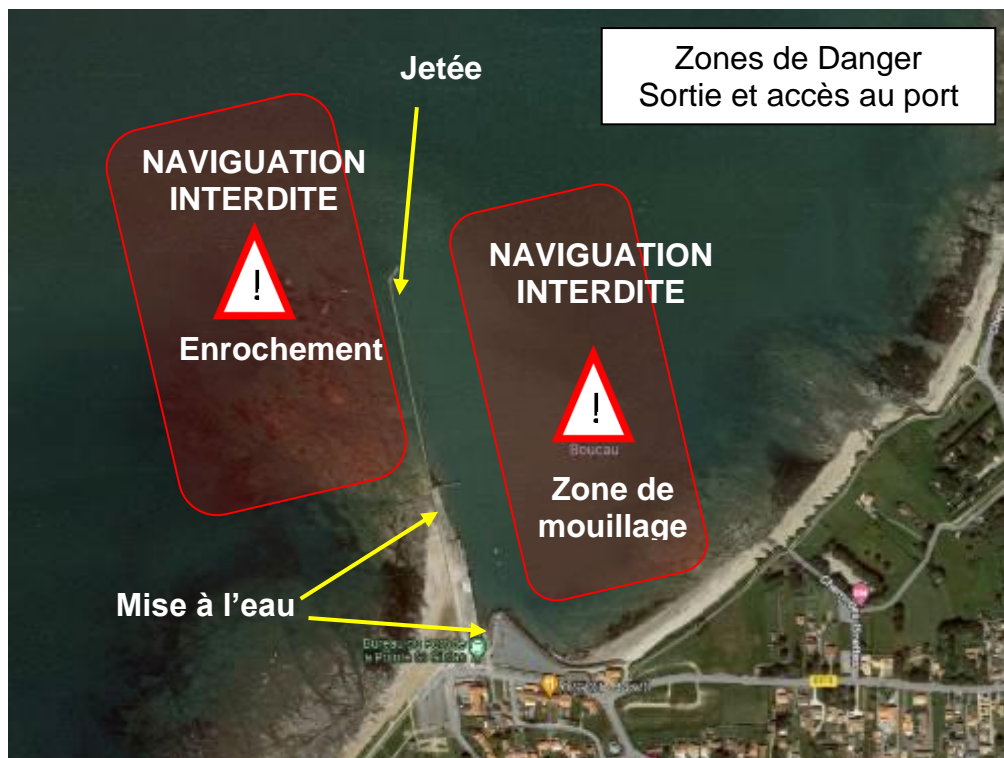 Zones de Danger
Sortie et accès au port
Jetée
NAVIGUATION
INTERDITE
!
Enrochement
NAVIGUATION
INTERDITE
!
Boucau
Zone de
mouillage
Mise à l’eau